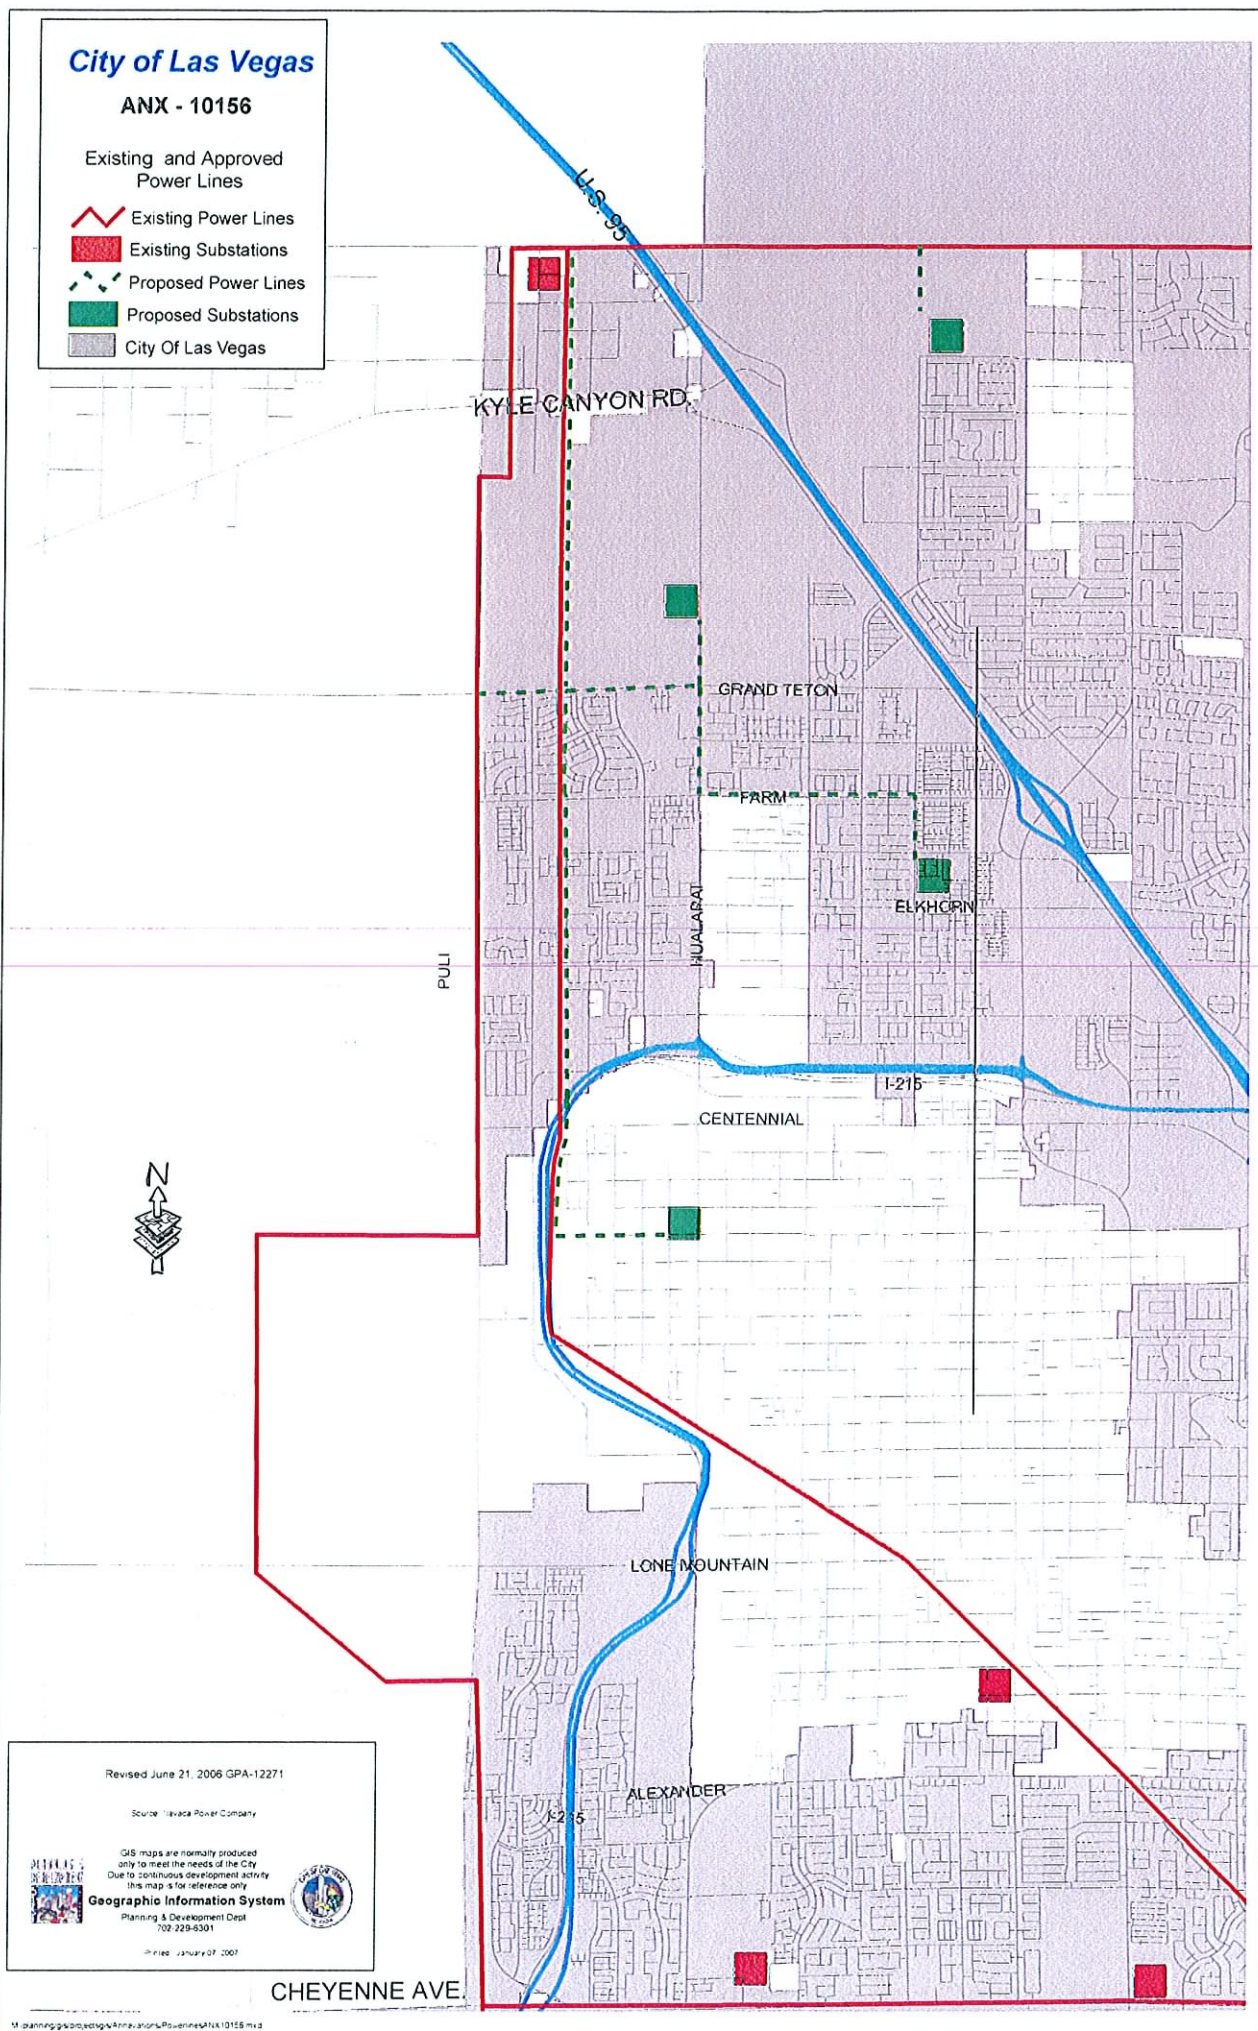 City of Las Vegas
ANX - 10156
Existing and Approved
Power Lines
Existing Power Lines
Existing Substations
Proposed Power Lines
Proposed Substations
City Of Las Vegas
U.S. 95
KYLE CANYON RD.
GRAND TETON
FARM
HUALAPAI
ELKHORN
PULI
I-215
CENTENNIAL
N
LONE MOUNTAIN
ALEXANDER
I-215
CHEYENNE AVE.
Revised June 21, 2006 GPA-12271
Source: Nevada Power Company
GIS maps are normally produced
only to meet the needs of the City
Due to continuous development activity
this map is for reference only
Geographic Information System
Planning & Development Dept
702-229-6301
Printed: January 07, 2007